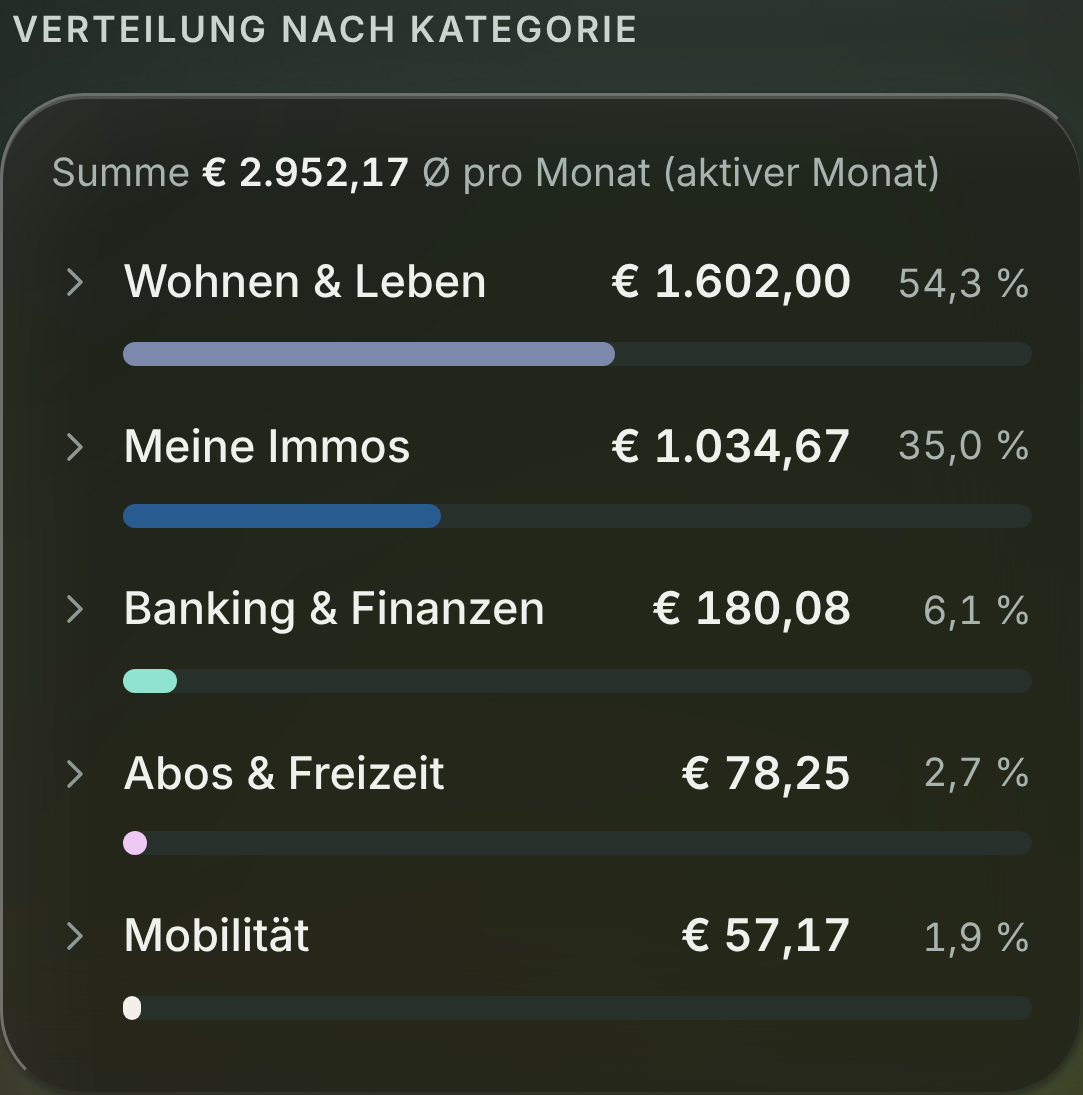 VERTEILUNG NACH KATEGORIE
Summe € 2.952,17 Ø pro Monat (aktiver Monat)
Wohnen & Leben € 1.602,00 54,3 %
Meine Immos € 1.034,67 35,0 %
Banking & Finanzen € 180,08 6,1 %
Abos & Freizeit € 78,25 2,7 %
Mobilität € 57,17 1,9 %